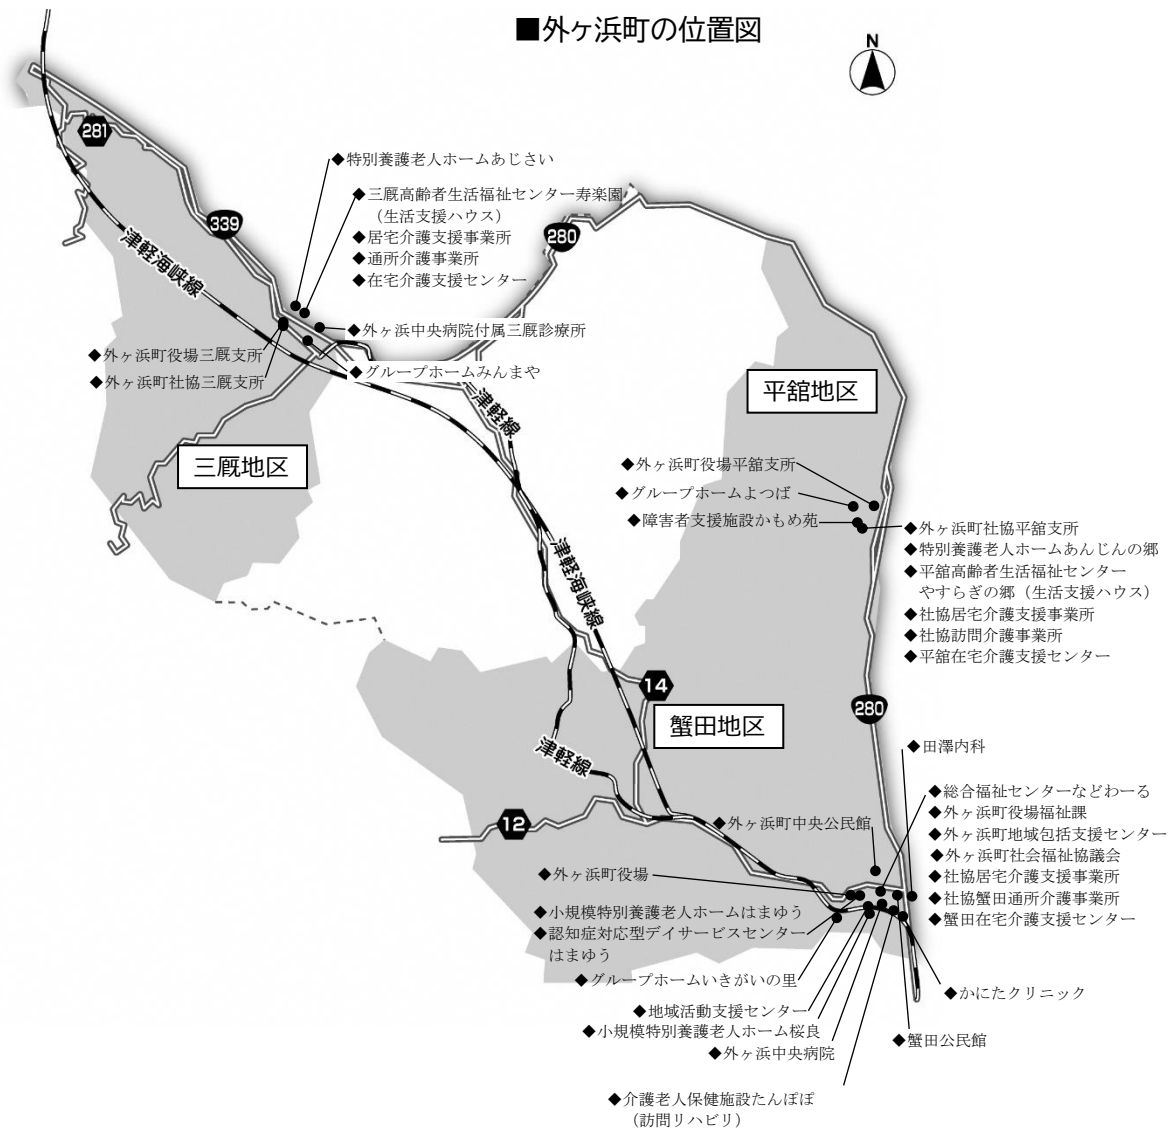 ■外ヶ浜町の位置図
N
281
339
280
津軽海峡線
◆特別養護老人ホームあじさい
◆三厩高齢者生活福祉センター寿楽園
（生活支援ハウス）
◆居宅介護支援事業所
◆通所介護事業所
◆在宅介護支援センター
◆外ヶ浜中央病院付属三厩診療所
◆外ヶ浜町役場三厩支所
◆外ヶ浜町社協三厩支所
◆グループホームみんまや
三厩地区
津軽線
平舘地区
◆外ヶ浜町役場平舘支所
◆グループホームよつば
◆障害者支援施設かもめ苑
◆外ヶ浜町社協平舘支所
◆特別養護老人ホームあんじんの郷
◆平舘高齢者生活福祉センター
やすらぎの郷（生活支援ハウス）
◆社協居宅介護支援事業所
◆社協訪問介護事業所
◆平舘在宅介護支援センター
津軽海峡線
14
280
蟹田地区
津軽線
12
◆田澤内科
◆総合福祉センターなどわーる
◆外ヶ浜町役場福祉課
◆外ヶ浜町地域包括支援センター
◆外ヶ浜町社会福祉協議会
◆社協居宅介護支援事業所
◆社協蟹田通所介護事業所
◆蟹田在宅介護支援センター
◆外ヶ浜町中央公民館
◆外ヶ浜町役場
◆小規模特別養護老人ホームはまゆう
◆認知症対応型デイサービスセンター
はまゆう
◆グループホームいきがいの里
◆地域活動支援センター
◆小規模特別養護老人ホーム桜良
◆外ヶ浜中央病院
◆かにたクリニック
◆蟹田公民館
◆介護老人保健施設たんぽぽ
（訪問リハビリ）